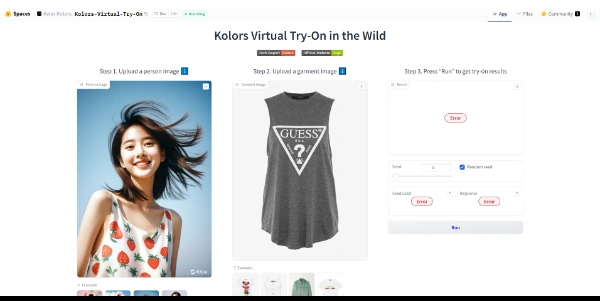 Spaces
Kwai-Kolors/Kolors-Virtual-Try-On
Running
App
Files
Community
Kolors Virtual Try-On in the Wild
Tech Report Kolors
Official Website
Step 1. Upload a person image
Step 2. Upload a garment image
Step 3. Press "Run" to get try-on results
Person image
Garment image
Result
GUESS
U.S.A.
?
Error
Seed
Random seed
Seed used
Response
Error
Error
Run
Examples
Examples